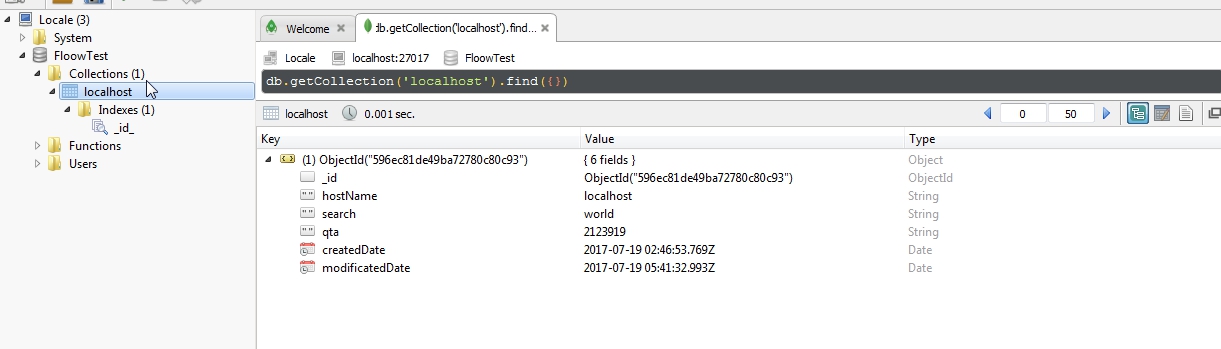 Locale (3)
System
FloowTest
Collections (1)
localhost
Indexes (1)
_id_
Functions
Users
Welcome
db.getCollection('localhost').find...
Locale localhost:27017 FloowTest
db.getCollection('localhost').find({})
localhost 0.001 sec. 0 50
Key Value Type
(1) ObjectId("596ec81de49ba72780c80c93") { 6 fields } Object
_id ObjectId("596ec81de49ba72780c80c93") ObjectId
hostName localhost String
search world String
qta 2123919 String
createdDate 2017-07-19 02:46:53.769Z Date
modificatedDate 2017-07-19 05:41:32.993Z Date